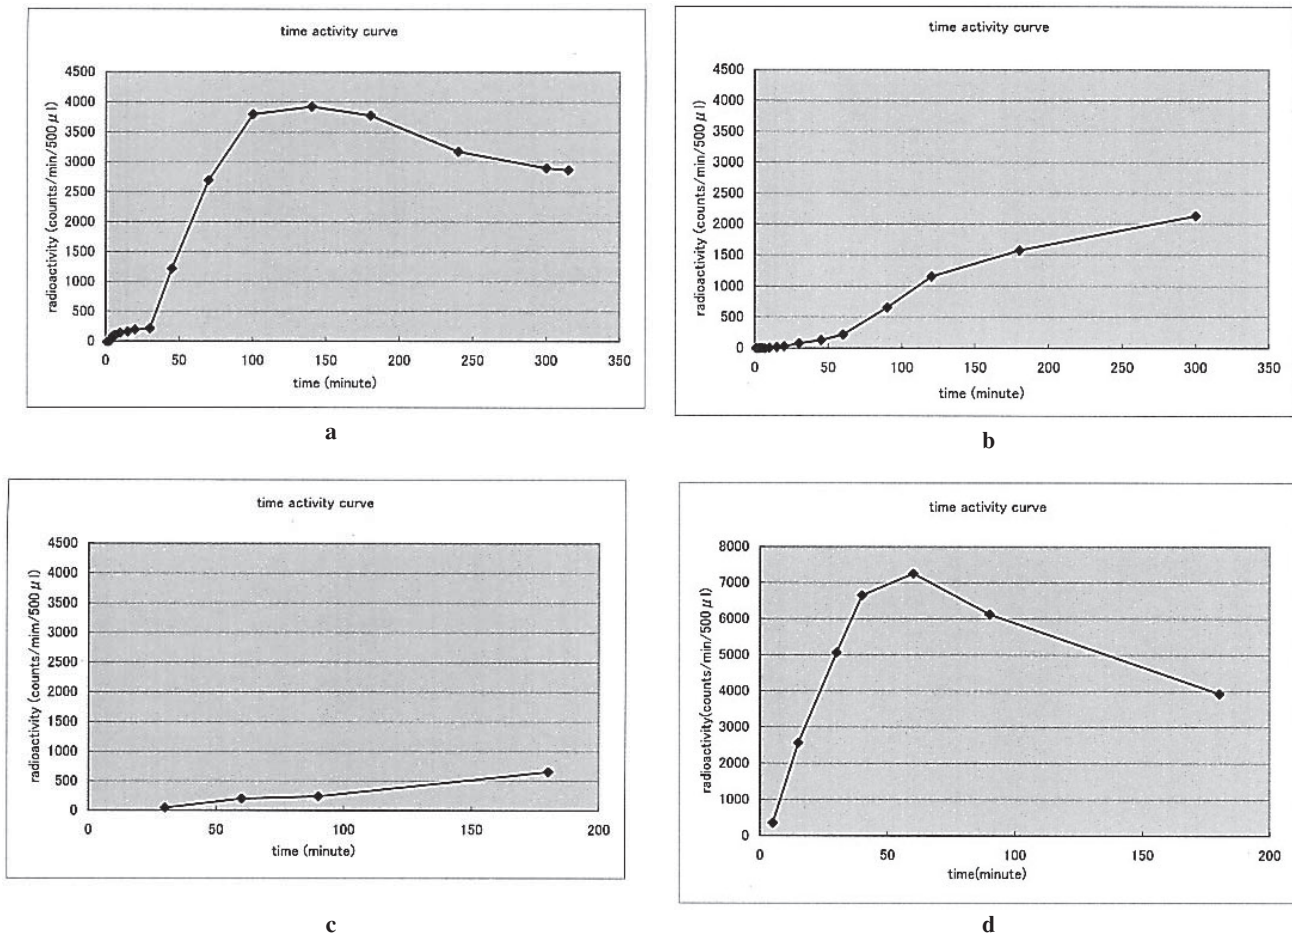 time activity curve
radioactivity (counts/min/500 μl)
4500
4000
3500
3000
2500
2000
1500
1000
500
0
0 50 100 150 200 250 300 350
time (minute)
a
time activity curve
radioactivity (counts/min/500 μl)
4500
4000
3500
3000
2500
2000
1500
1000
500
0
0 50 100 150 200 250 300 350
time (minute)
b
time activity curve
radioactivity (counts/mim/500 μl)
4500
4000
3500
3000
2500
2000
1500
1000
500
0
0 50 100 150 200
time (minute)
c
time activity curve
radioactivity(counts/min/500 μl)
8000
7000
6000
5000
4000
3000
2000
1000
0
0 50 100 150 200
time(minute)
d